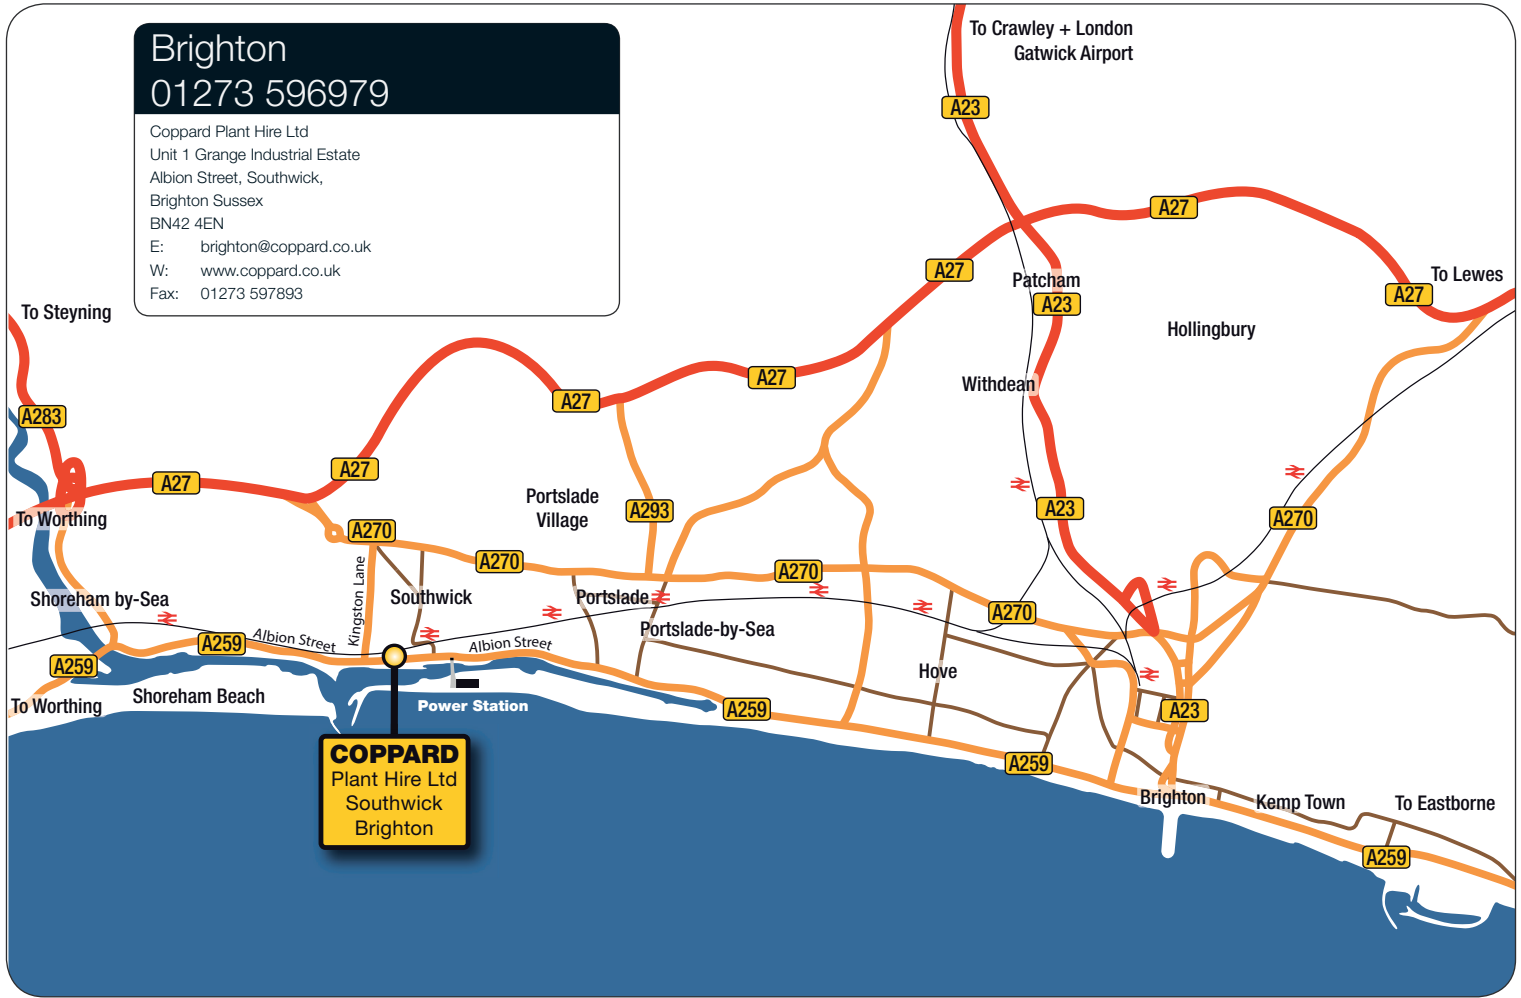 Brighton
01273 596979
Coppard Plant Hire Ltd
Unit 1 Grange Industrial Estate
Albion Street, Southwick,
Brighton Sussex
BN42 4EN
E: brighton@coppard.co.uk
W: www.coppard.co.uk
Fax: 01273 597893
To Crawley + London
Gatwick Airport
A23
A27
A27
To Lewes
A27
Patcham
A23
Hollingbury
To Steyning
Withdean
A27
A27
A283
A27
A27
To Worthing
Portslade
Village
A293
A23
A270
A270
A270
A270
Kingston Lane
Southwick
Portslade
A270
Shoreham by-Sea
Portslade-by-Sea
A259
Albion Street
Albion Street
A259
Hove
Shoreham Beach
To Worthing
Power Station
A259
A23
COPPARD
Plant Hire Ltd
Southwick
Brighton
A259
Brighton
Kemp Town
To Eastborne
A259